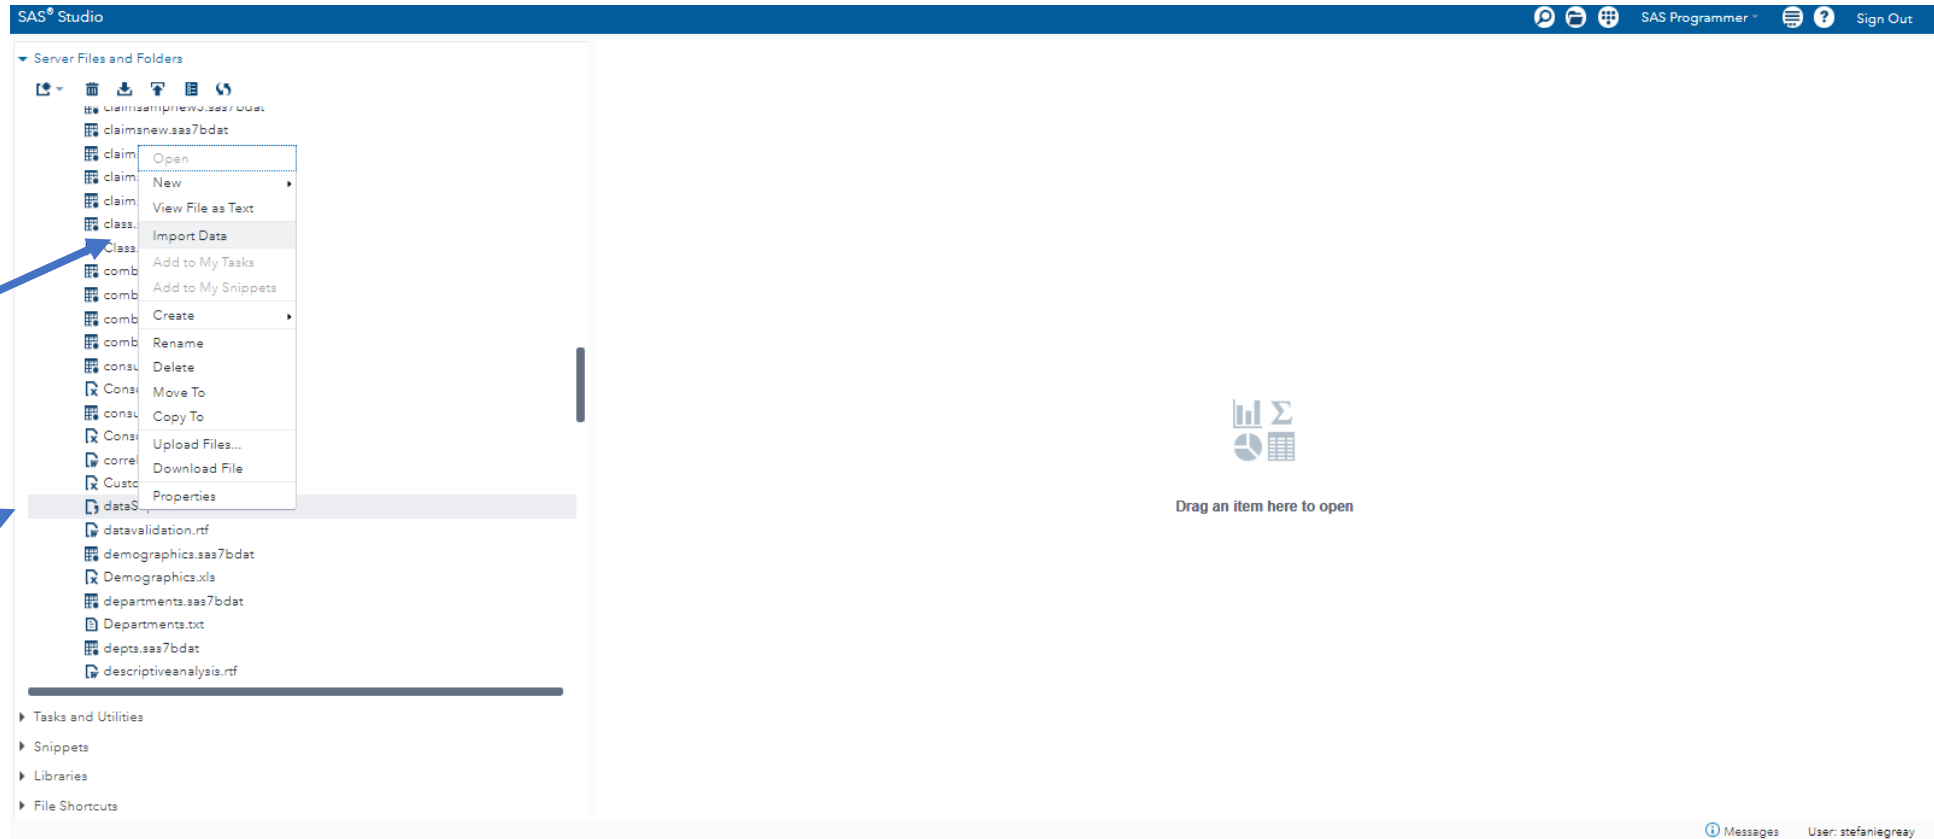 SAS® Studio
SAS Programmer
Sign Out
Server Files and Folders
claimsampnew3.sas7bdat
claimsnew.sas7bdat
claim
claim
claim
class.
Class.
comb
comb
comb
comb
consu
Cons
consu
Cons
correl
Custo
dataS
Open
New
View File as Text
Import Data
Add to My Tasks
Add to My Snippets
Create
Rename
Delete
Move To
Copy To
Upload Files...
Download File
Properties
datavalidation.rtf
demographics.sas7bdat
Demographics.xls
departments.sas7bdat
Departments.txt
depts.sas7bdat
descriptiveanalysis.rtf
Tasks and Utilities
Snippets
Libraries
File Shortcuts
Drag an item here to open
Messages
User: stefaniegreay